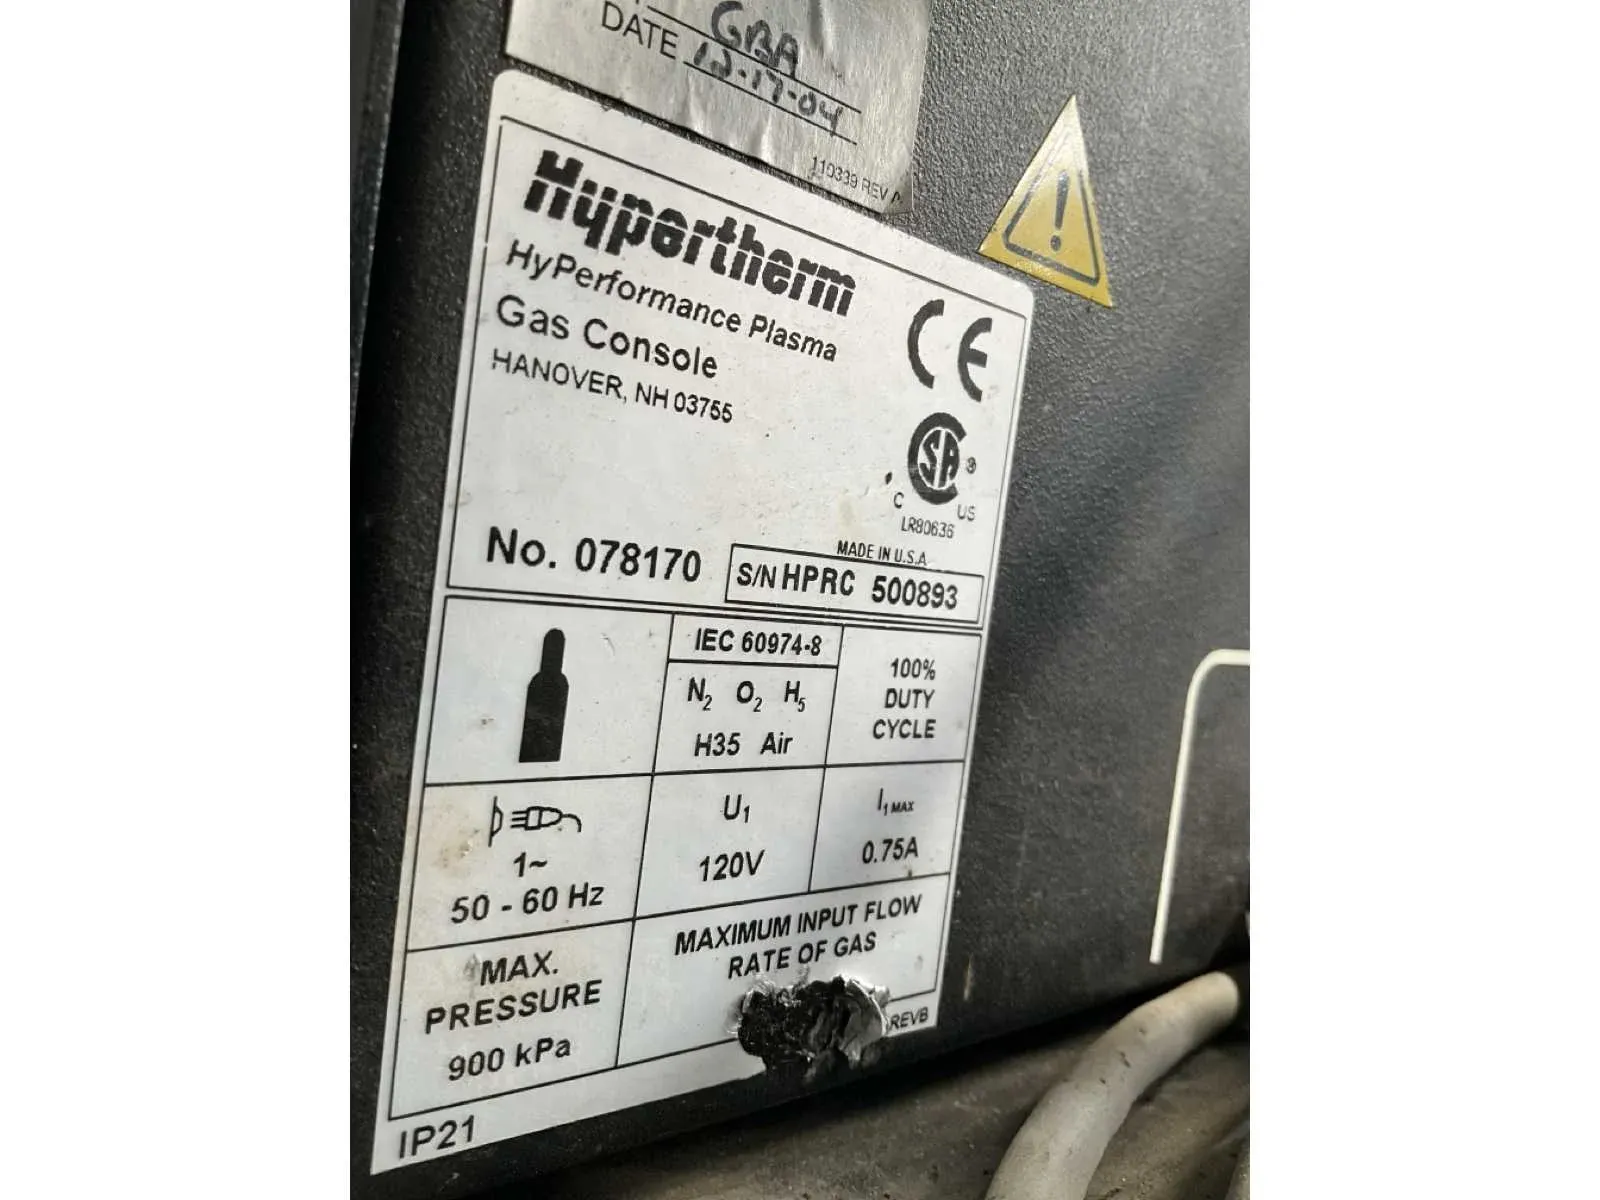 GBA
DATE 12-17-04
110339 REV A
Hypertherm
HyPerformance Plasma
Gas Console
HANOVER, NH 03755
CE
SA ®
C US
LR80636
MADE IN U.S.A
No. 078170
S/N HPRC 500893
IEC 60974-8
N₂ O₂ H₅
H35 Air
100%
DUTY
CYCLE
1~
50 - 60 Hz
U₁
120V
I₁ MAX
0.75A
MAX.
PRESSURE
900 kPa
MAXIMUM INPUT FLOW
RATE OF GAS
REVB
IP21